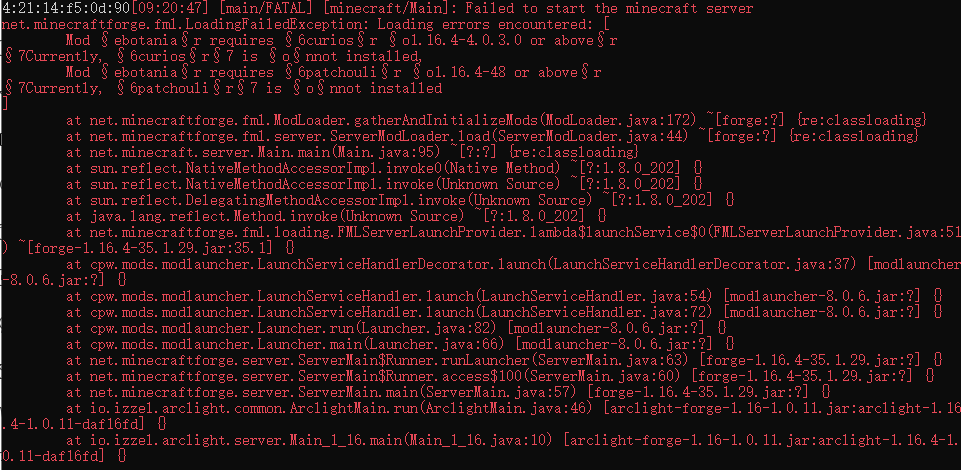 4:21:14:f5:0d:90[09:20:47] [main/FATAL] [minecraft/Main]: Failed to start the minecraft server
net.minecraftforge.fml.LoadingFailedException: Loading errors encountered: [
Mod §ebotania§r requires §6curios§r §o1.16.4-4.0.3.0 or above§r
§7Currently, §6curios§r§7 is §o§nnot installed,
Mod §ebotania§r requires §6patchouli§r §o1.16.4-48 or above§r
§7Currently, §6patchouli§r§7 is §o§nnot installed
]
at net.minecraftforge.fml.ModLoader.gatherAndInitializeMods(ModLoader.java:172) ~[forge:?] {re:classloading}
at net.minecraftforge.fml.server.ServerModLoader.load(ServerModLoader.java:44) ~[forge:?] {re:classloading}
at net.minecraft.server.Main.main(Main.java:95) ~[?:?] {re:classloading}
at sun.reflect.NativeMethodAccessorImpl.invoke0(Native Method) ~[?:1.8.0_202] {}
at sun.reflect.NativeMethodAccessorImpl.invoke(Unknown Source) ~[?:1.8.0_202] {}
at sun.reflect.DelegatingMethodAccessorImpl.invoke(Unknown Source) ~[?:1.8.0_202] {}
at java.lang.reflect.Method.invoke(Unknown Source) ~[?:1.8.0_202] {}
at net.minecraftforge.fml.loading.FMLServerLaunchProvider.lambda$launchService$0(FMLServerLaunchProvider.java:51
) ~[forge-1.16.4-35.1.29.jar:35.1] {}
at cpw.mods.modlauncher.LaunchServiceHandlerDecorator.launch(LaunchServiceHandlerDecorator.java:37) [modlauncher
-8.0.6.jar:?] {}
at cpw.mods.modlauncher.LaunchServiceHandler.launch(LaunchServiceHandler.java:54) [modlauncher-8.0.6.jar:?] {}
at cpw.mods.modlauncher.LaunchServiceHandler.launch(LaunchServiceHandler.java:72) [modlauncher-8.0.6.jar:?] {}
at cpw.mods.modlauncher.Launcher.run(Launcher.java:82) [modlauncher-8.0.6.jar:?] {}
at cpw.mods.modlauncher.Launcher.main(Launcher.java:66) [modlauncher-8.0.6.jar:?] {}
at net.minecraftforge.server.ServerMain$Runner.runLauncher(ServerMain.java:63) [forge-1.16.4-35.1.29.jar:?] {}
at net.minecraftforge.server.ServerMain$Runner.access$100(ServerMain.java:60) [forge-1.16.4-35.1.29.jar:?] {}
at net.minecraftforge.server.ServerMain.main(ServerMain.java:57) [forge-1.16.4-35.1.29.jar:?] {}
at io.izzel.arclight.common.ArclightMain.run(ArclightMain.java:46) [arclight-forge-1.16-1.0.11.jar:arclight-1.16
.4-1.0.11-daf16fd] {}
at io.izzel.arclight.server.Main_1_16.main(Main_1_16.java:10) [arclight-forge-1.16-1.0.11.jar:arclight-1.16.4-1.
0.11-daf16fd] {}